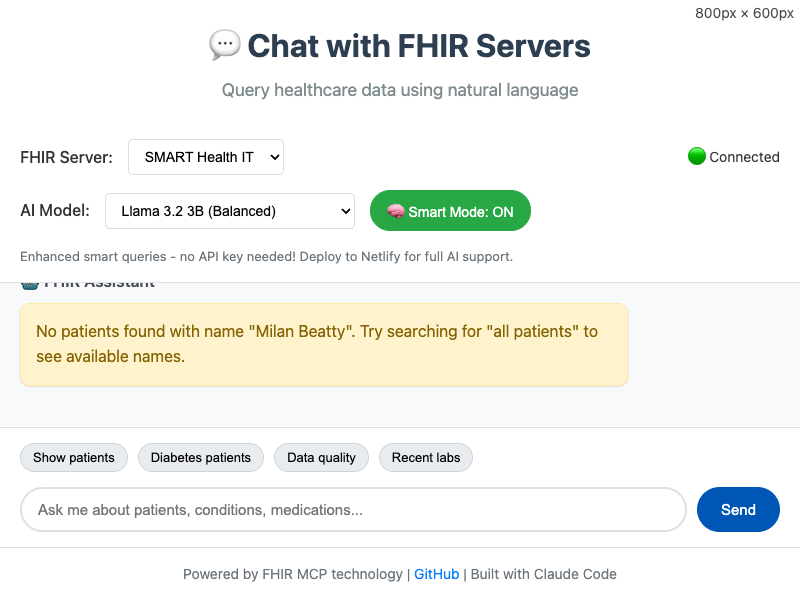 800px × 600px
Chat with FHIR Servers
Query healthcare data using natural language
FHIR Server:
SMART Health IT
Connected
AI Model:
Llama 3.2 3B (Balanced)
Smart Mode: ON
Enhanced smart queries - no API key needed! Deploy to Netlify for full AI support.
FHIR Assistant
No patients found with name "Milan Beatty". Try searching for "all patients" to
see available names.
Show patients
Diabetes patients
Data quality
Recent labs
Ask me about patients, conditions, medications...
Send
Powered by FHIR MCP technology | GitHub | Built with Claude Code